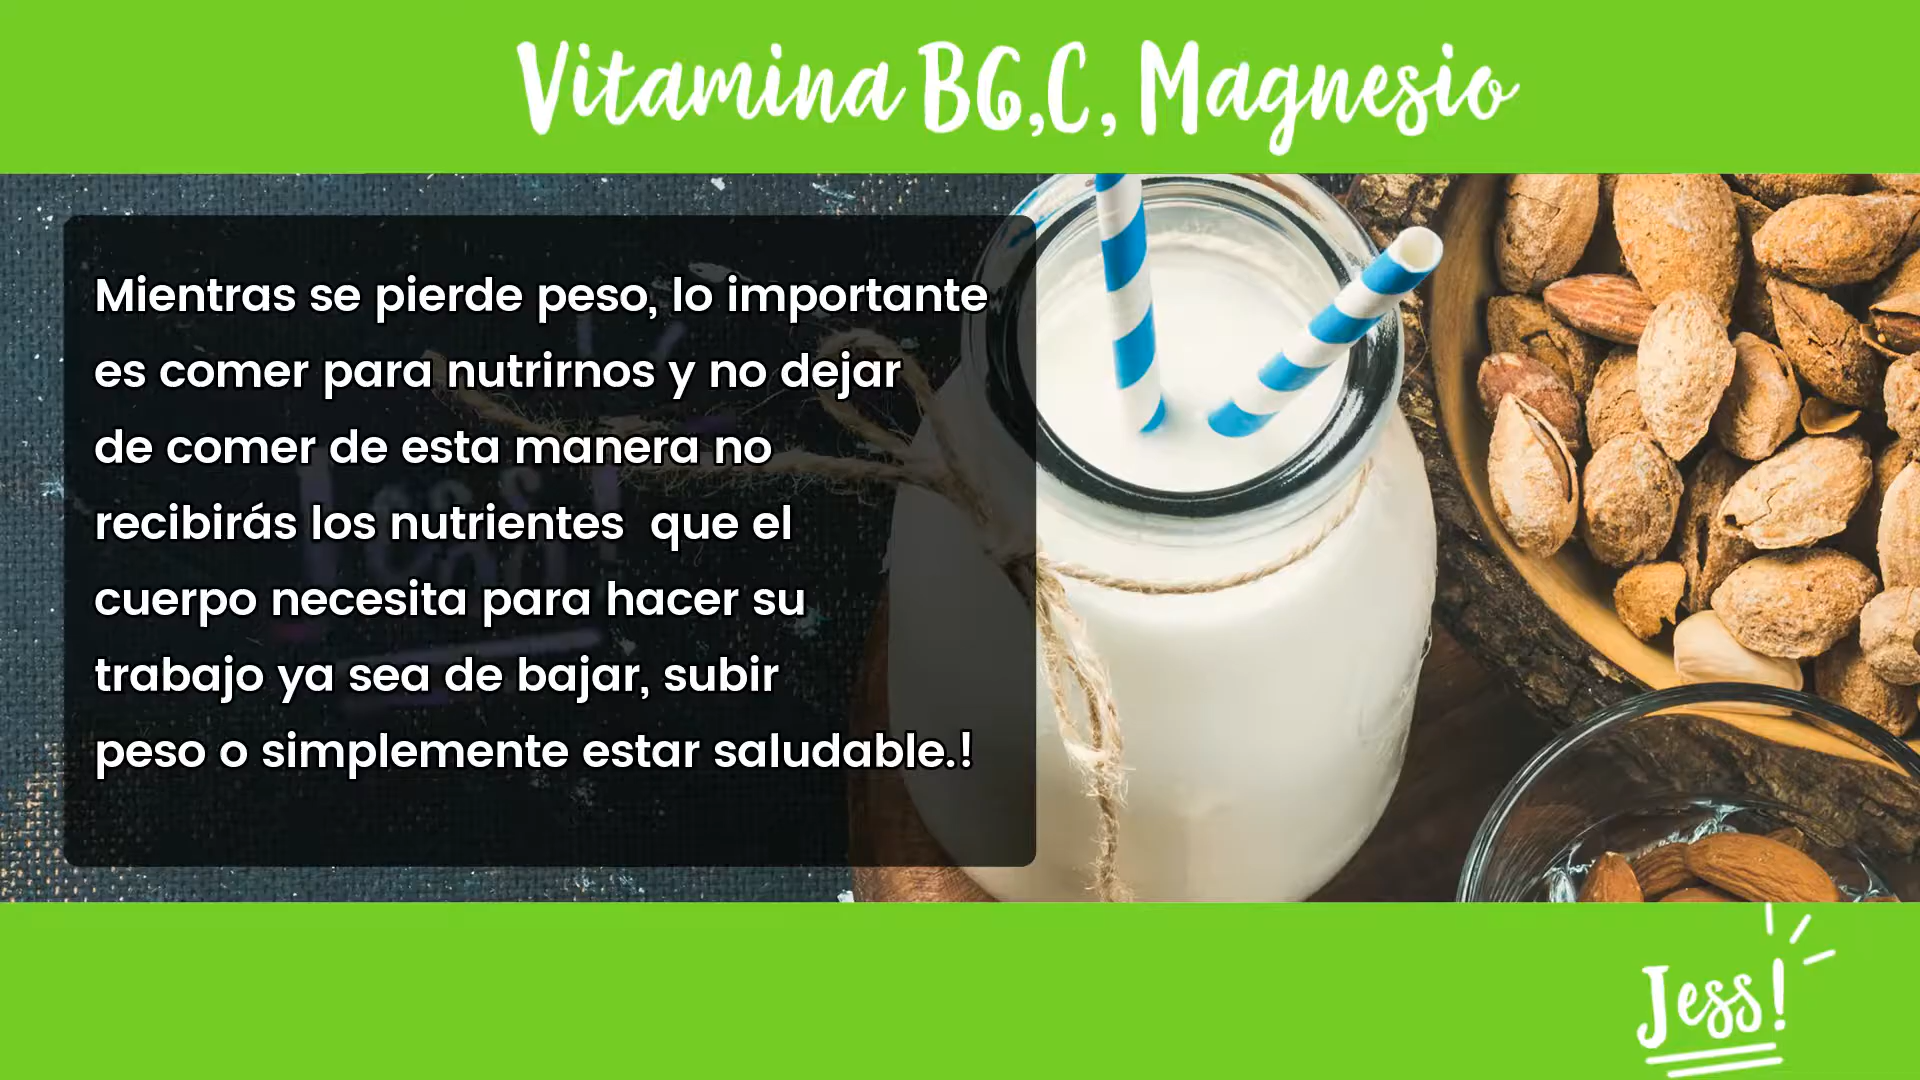 Vitamina B6,C, Magnesio
Mientras se pierde peso, lo importante
es comer para nutrirnos y no dejar
de comer de esta manera no
recibirás los nutrientes  que el
cuerpo necesita para hacer su
trabajo ya sea de bajar, subir
peso o simplemente estar saludable.!
Jess!